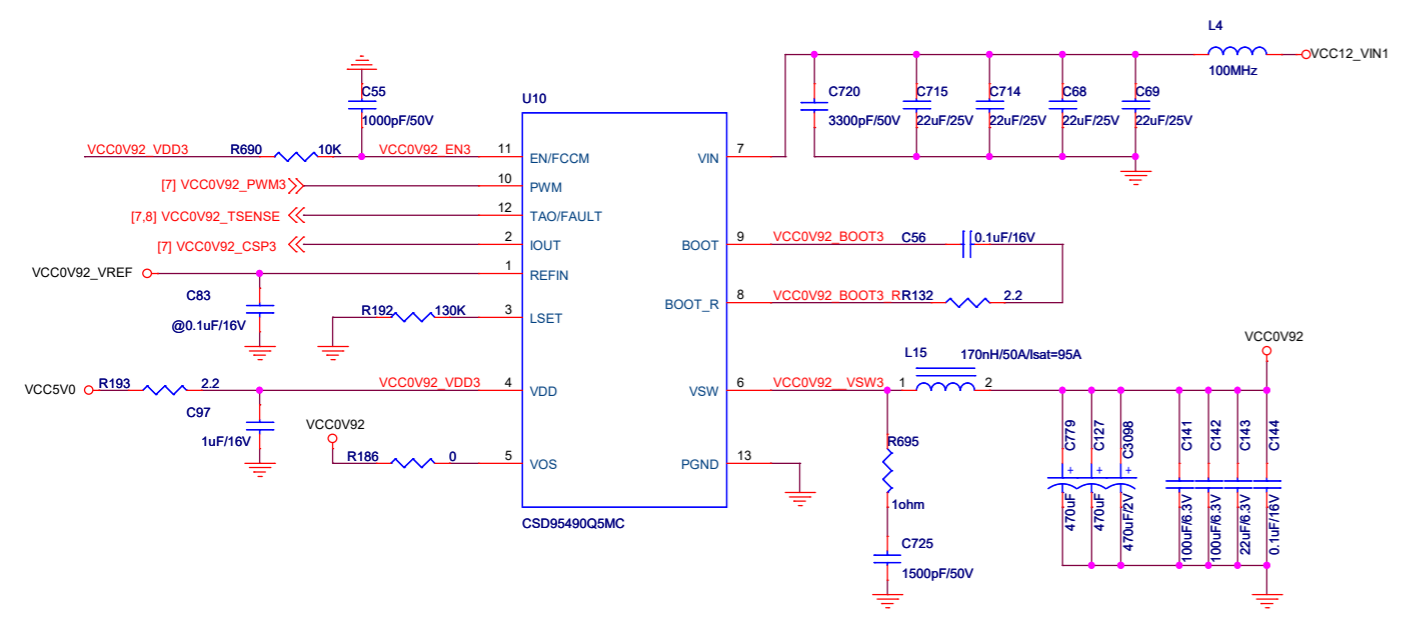 L4
VCC12_VIN1
100MHz
C55
1000pF/50V
U10
C720
3300pF/50V
C715
22uF/25V
C714
22uF/25V
C68
22uF/25V
C69
22uF/25V
VCC0V92_VDD3
R690
10K
VCC0V92_EN3
11
EN/FCCM
VIN
7
[7] VCC0V92_PWM3
10
PWM
[7,8] VCC0V92_TSENSE
12
TAO/FAULT
[7] VCC0V92_CSP3
2
IOUT
BOOT
9
VCC0V92_BOOT3
C56
0.1uF/16V
VCC0V92_VREF
1
REFIN
C83
@0.1uF/16V
BOOT_R
8
VCC0V92_BOOT3_R
R132
2.2
R192
130K
3
LSET
VCC0V92
L15
170nH/50A/Isat=95A
VCC5V0
R193
2.2
VCC0V92_VDD3
4
VDD
VSW
6
VCC0V92__VSW3
1
2
C97
1uF/16V
VCC0V92
R186
0
5
VOS
PGND
13
R695
1ohm
C779
+
470uF
C127
+
470uF
C3098
+
470uF/2V
C141
100uF/6.3V
C142
100uF/6.3V
C143
22uF/6.3V
C144
0.1uF/16V
CSD95490Q5MC
C725
1500pF/50V